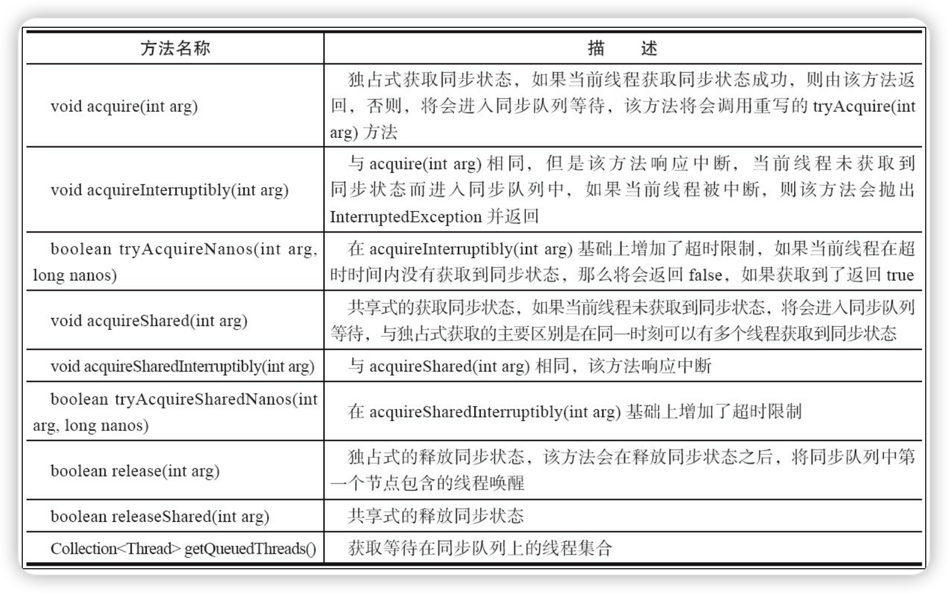 方法名称
描 述
void acquire(int arg)
独占式获取同步状态，如果当前线程获取同步状态成功，则由该方法返
回，否则，将会进入同步队列等待，该方法将会调用重写的 tryAcquire(int
arg) 方法
void acquireInterruptibly(int arg)
与 acquire(int arg) 相同，但是该方法响应中断，当前线程未获取到
同步状态而进入同步队列中，如果当前线程被中断，则该方法会抛出
InterruptedException 并返回
boolean tryAcquireNanos(int arg,
long nanos)
在 acquireInterruptibly(int arg) 基础上增加了超时限制，如果当前线程在超
时时间内没有获取到同步状态，那么将会返回 false，如果获取到了返回 true
void acquireShared(int arg)
共享式的获取同步状态，如果当前线程未获取到同步状态，将会进入同步队列
等待，与独占式获取的主要区别是在同一时刻可以有多个线程获取到同步状态
void acquireSharedInterruptibly(int arg)
与 acquireShared(int arg) 相同，该方法响应中断
boolean tryAcquireSharedNanos(int
arg, long nanos)
在 acquireSharedInterruptibly(int arg) 基础上增加了超时限制
boolean release(int arg)
独占式的释放同步状态，该方法会在释放同步状态之后，将同步队列中第
一个节点包含的线程唤醒
boolean releaseShared(int arg)
共享式的释放同步状态
Collection<Thread> getQueuedThreads()
获取等待在同步队列上的线程集合